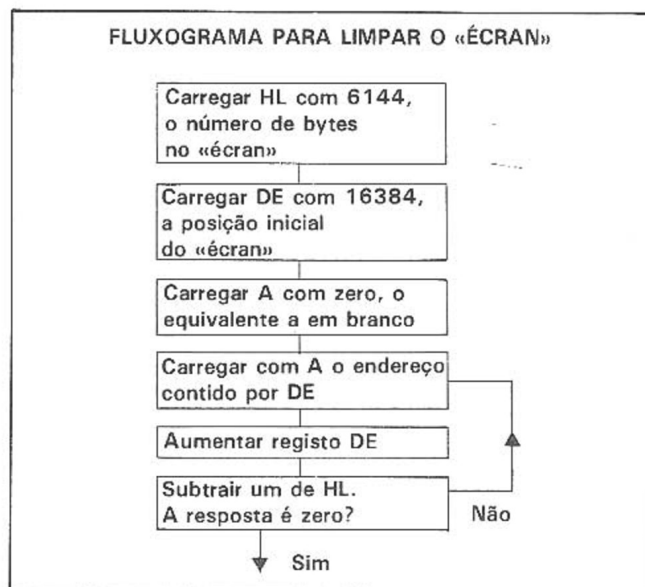 FLUXOGRAMA PARA LIMPAR O «ÉCRAN»
Carregar HL com 6144,
o número de bytes
no «écran»
Carregar DE com 16384,
a posição inicial
do «écran»
Carregar A com zero, o
equivalente a em branco
Carregar com A o endereço
contido por DE
Aumentar registo DE
Subtrair um de HL.
A resposta é zero?
Não
Sim